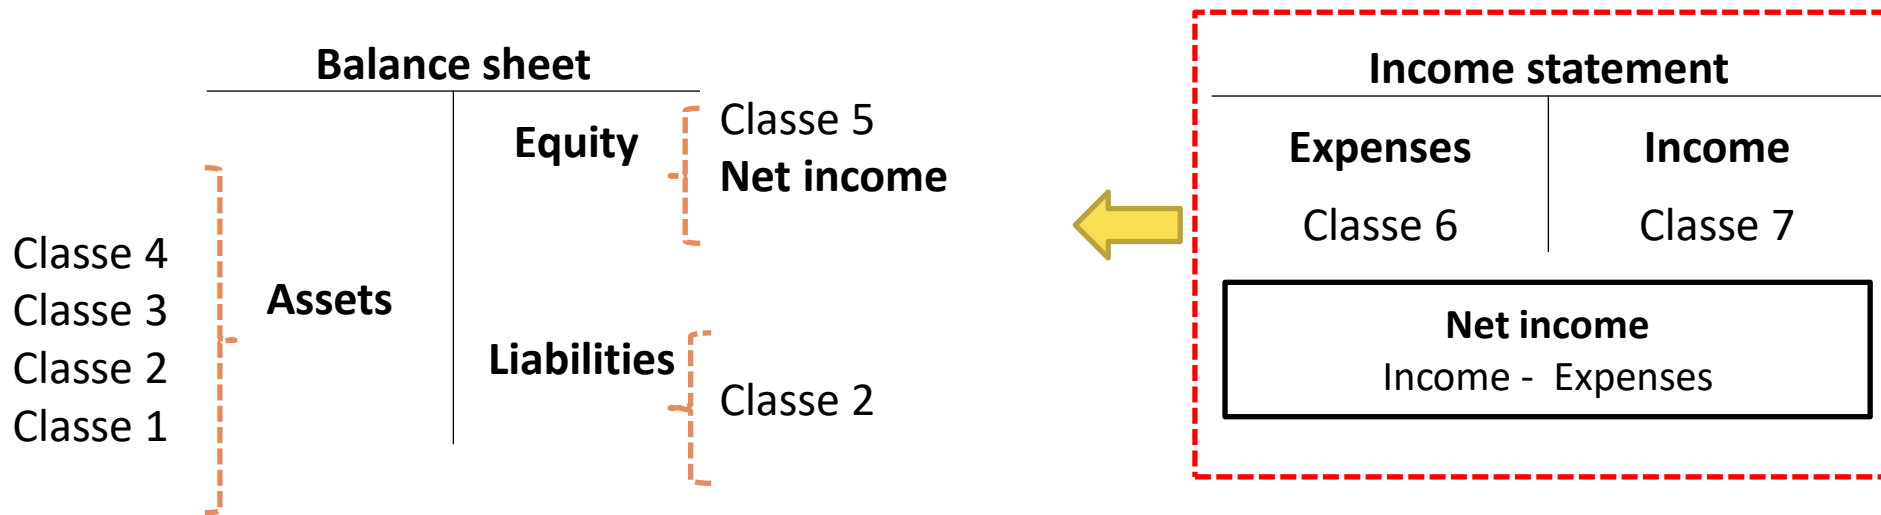 Balance sheet
Equity
Classe 5
Net income
Classe 4
Classe 3
Classe 2
Classe 1
Assets
Liabilities
Classe 2
Income statement
Expenses
Income
Classe 6
Classe 7
Net income
Income - Expenses